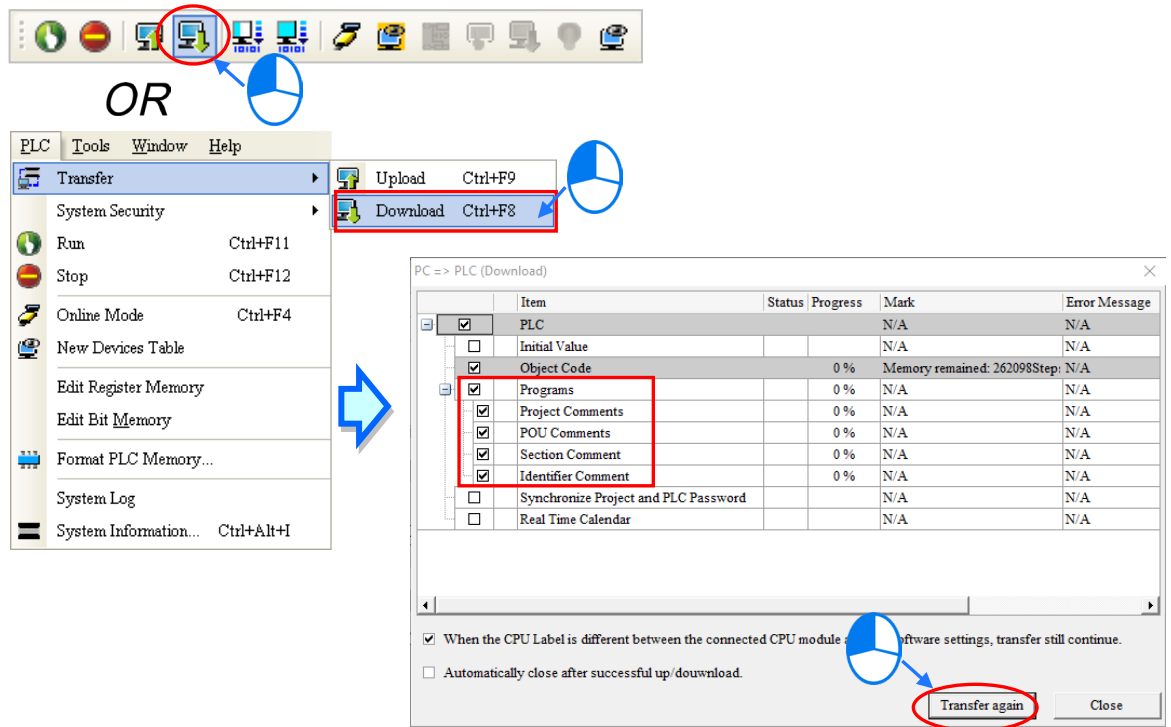 OR
PLC Tools Window Help
Transfer
System Security
Run Ctrl+F11
Stop Ctrl+F12
Online Mode Ctrl+F4
New Devices Table
Edit Register Memory
Edit Bit Memory
Format PLC Memory...
System Log
System Information... Ctrl+Alt+I
Upload Ctrl+F9
Download Ctrl+F8
PC => PLC (Download)
Item Status Progress Mark Error Message
PLC N/A N/A
Initial Value N/A N/A
Object Code 0 % Memory remained: 262098Step: N/A
Programs 0 % N/A N/A
Project Comments 0 % N/A N/A
POU Comments 0 % N/A N/A
Section Comment 0 % N/A N/A
Identifier Comment 0 % N/A N/A
Synchronize Project and PLC Password N/A N/A
Real Time Calendar N/A N/A
When the CPU Label is different between the connected CPU module software settings, transfer still continue.
Automatically close after successful up/douwnload.
Transfer again Close